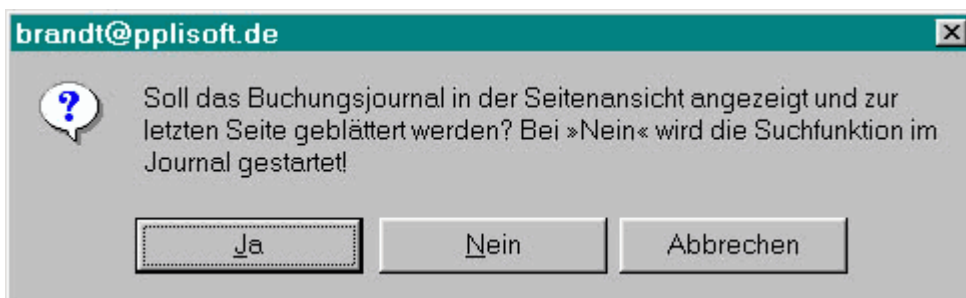 brandt@pplisoft.de
Soll das Buchungsjournal in der Seitenansicht angezeigt und zur
letzten Seite geblättert werden? Bei »Nein« wird die Suchfunktion im
Journal gestartet!
Ja
Nein
Abbrechen